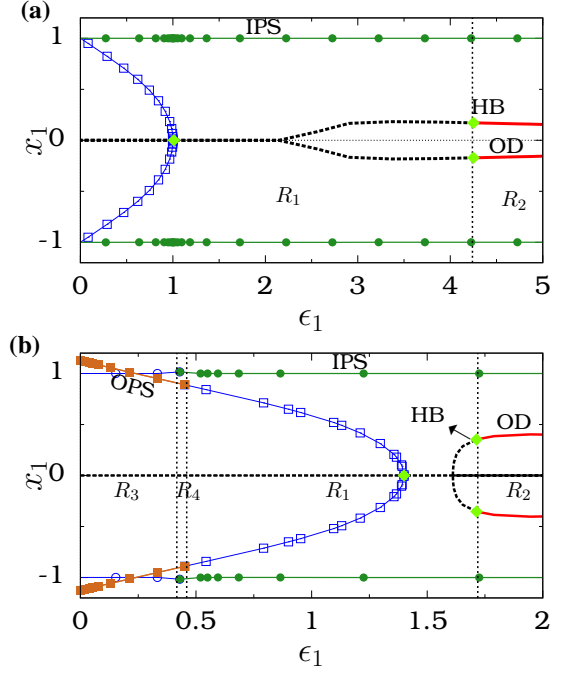 (a)
1
IPS
HB
x₁
0
OD
R₁
R₂
-1
0 1 2 3 4 5
ϵ₁
(b)
IPS
1
OPS
HB
OD
x₁
0
R₃ R₄ R₁ R₂
-1
0 0.5 1 1.5 2
ϵ₁